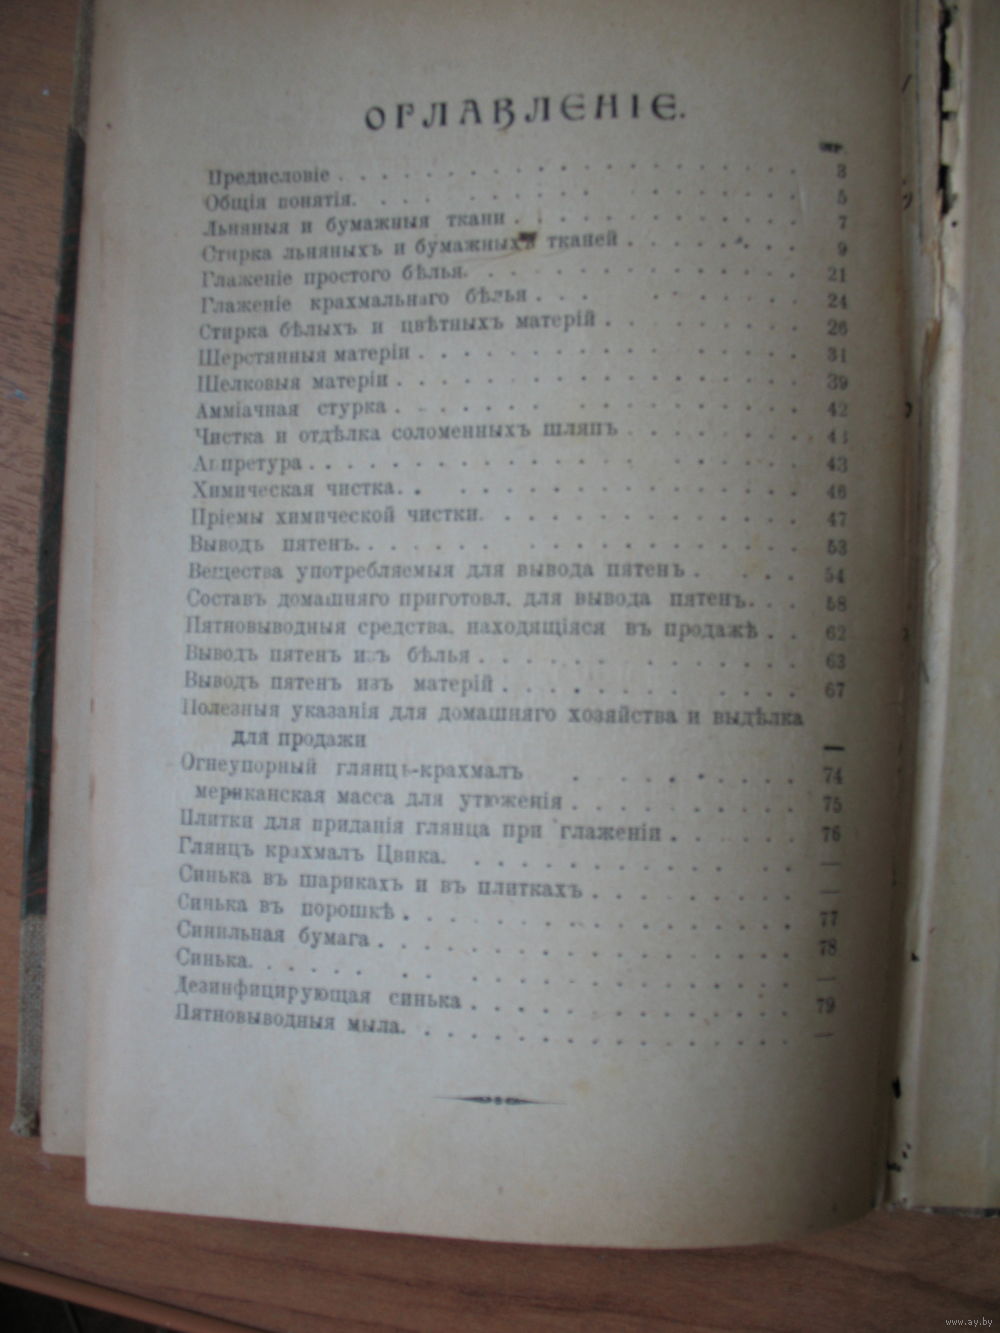 ОГЛАВЛЕНІЕ.
стр.
Предисловіе . . . . . . . . . . . . . . . . . . . 3
Общія понятія. . . . . . . . . . . . . . . . . . 5
Льняныя и бумажныя ткани . . . . . . . . . . . . 7
Стирка льняныхъ и бумажныхъ тканей . . . . . . . . 9
Глаженіе простого бѣлья. . . . . . . . . . . . . . 21
Глаженіе крахмальнаго бѣлья . . . . . . . . . . 24
Стирка бѣлыхъ и цвѣтныхъ матерій . . . . . . . . 26
Шерстянныя матеріи . . . . . . . . . . . . . . . 31
Шелковыя матеріи . . . . . . . . . . . . . . . . 39
Амміачная стурка . . . . . . . . . . . . . . . . 42
Чистка и отдѣлка соломенныхъ шляпъ . . . . . . .
Аппретура . . . . . . . . . . . . . . . . . . . 43
Химическая чистка. . . . . . . . . . . . . . . . 46
Пріемы химической чистки. . . . . . . . . . . . . 47
Выводъ пятенъ. . . . . . . . . . . . . . . . . . 53
Вещества употребляемыя для вывода пятенъ . . . . 54
Составъ домашняго приготовл. для вывода пятенъ. . . 58
Пятновыводныя средства, находящіяся въ продажѣ . . 62
Выводъ пятенъ изъ бѣлья . . . . . . . . . . . . . 63
Выводъ пятенъ изъ матерій . . . . . . . . . . . . 67
Полезныя указанія для домашняго хозяйства и выдѣлка
для продажи —
Огнеупорный глянцъ-крахмалъ . . . . . . . 74
мериканская масса для утюженія . . . . . . . . . . 75
Плитки для приданія глянца при глаженіи . . . . . . 76
Глянцъ крахмалъ Цвика. . . . . . . . . . . . . . —
Синька въ шарикахъ и въ плиткахъ . . . . . . . . . —
Синька въ порошкѣ . . . . . . . . . . . . . . . . 77
Синильная бумага . . . . . . . . . . . . . . . . . 78
Синька. . . . . . . . . . . . . . . . . . . . . . —
Дезинфицирующая синька . . . . . . . . . . . . . . 79
Пятновыводныя мыла. . . . . . . . . . . . . . . . —
www.ay.by